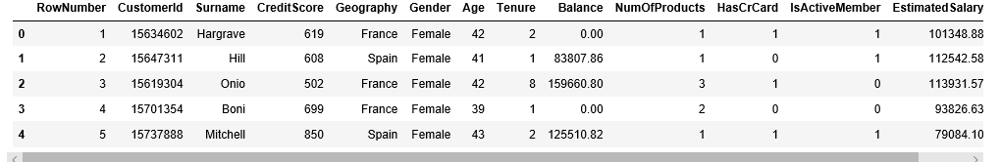 RowNumber CustomerId Surname CreditScore Geography Gender Age Tenure Balance NumOfProducts HasCrCard IsActiveMember EstimatedSalary
0 1 15634602 Hargrave 619 France Female 42 2 0.00 1 1 1 101348.88
1 2 15647311 Hill 608 Spain Female 41 1 83807.86 1 0 1 112542.58
2 3 15619304 Onio 502 France Female 42 8 159660.80 3 1 0 113931.57
3 4 15701354 Boni 699 France Female 39 1 0.00 2 0 0 93826.63
4 5 15737888 Mitchell 850 Spain Female 43 2 125510.82 1 1 1 79084.10